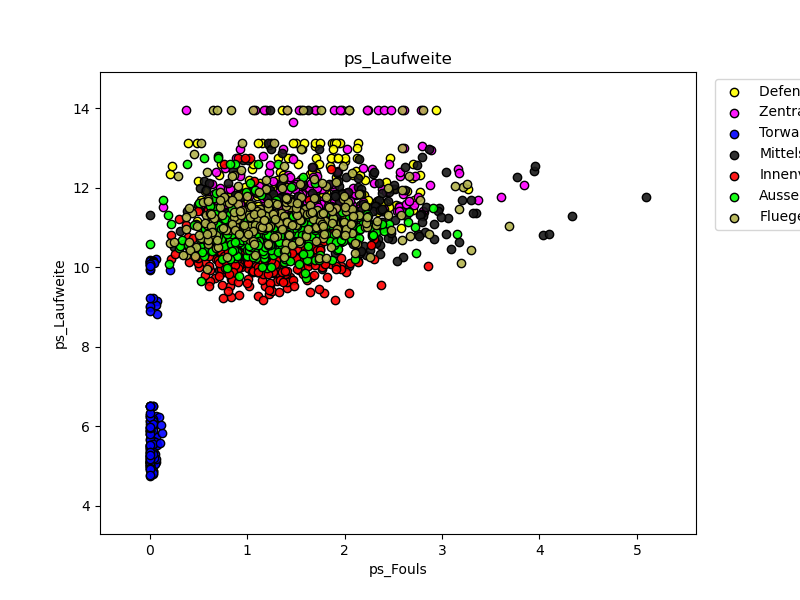 ps_Laufweite
14
12
10
8
6
4
ps_Laufweite
0 1 2 3 4 5
ps_Fouls
Defen
Zentra
Torwa
Mittels
Innenv
Ausse
Fluege